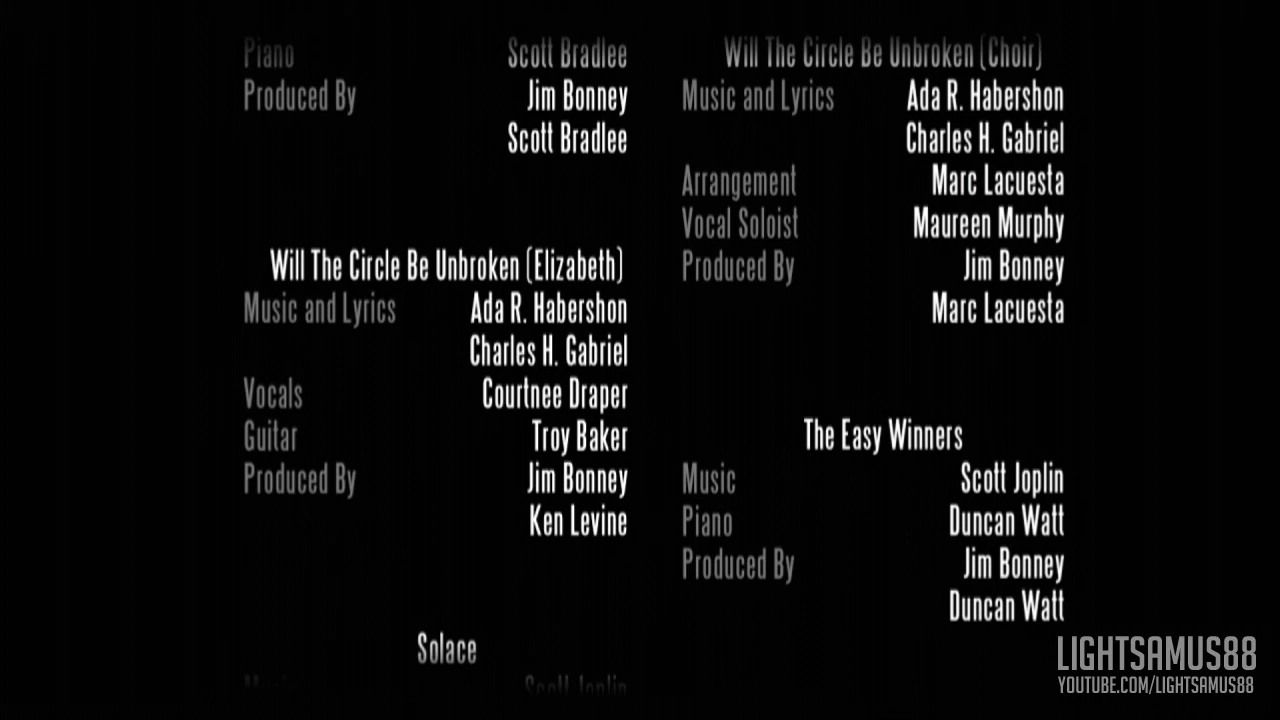 Piano Scott Bradlee
Produced By Jim Bonney
Scott Bradlee
Will The Circle Be Unbroken (Elizabeth)
Music and Lyrics Ada R. Habershon
Charles H. Gabriel
Vocals Courtnee Draper
Guitar Troy Baker
Produced By Jim Bonney
Ken Levine
Solace
Music Scott Joplin
Will The Circle Be Unbroken (Choir)
Music and Lyrics Ada R. Habershon
Charles H. Gabriel
Arrangement Marc Lacuesta
Vocal Soloist Maureen Murphy
Produced By Jim Bonney
Marc Lacuesta
The Easy Winners
Music Scott Joplin
Piano Duncan Watt
Produced By Jim Bonney
Duncan Watt
LIGHTSAMUS88
YOUTUBE.COM/LIGHTSAMUS88